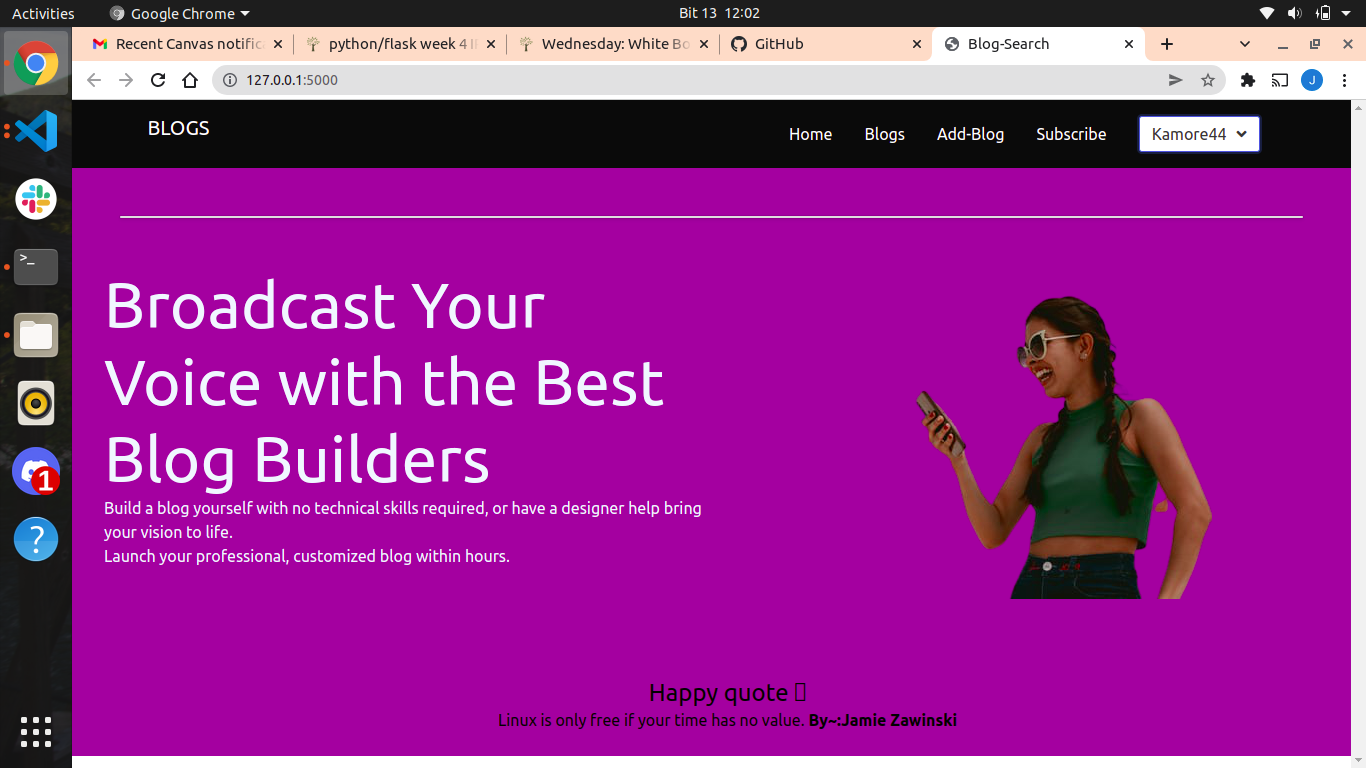 Activities
Google Chrome
Bit 13 12:02
Recent Canvas notific
python/flask week 4 I
Wednesday: White Bo
GitHub
Blog-Search
127.0.0.1:5000
J
BLOGS
Home
Blogs
Add-Blog
Subscribe
Kamore44
Broadcast Your
Voice with the Best
Blog Builders
Build a blog yourself with no technical skills required, or have a designer help bring
your vision to life.
Launch your professional, customized blog within hours.
Happy quote
Linux is only free if your time has no value. By~:Jamie Zawinski
>_
1
?